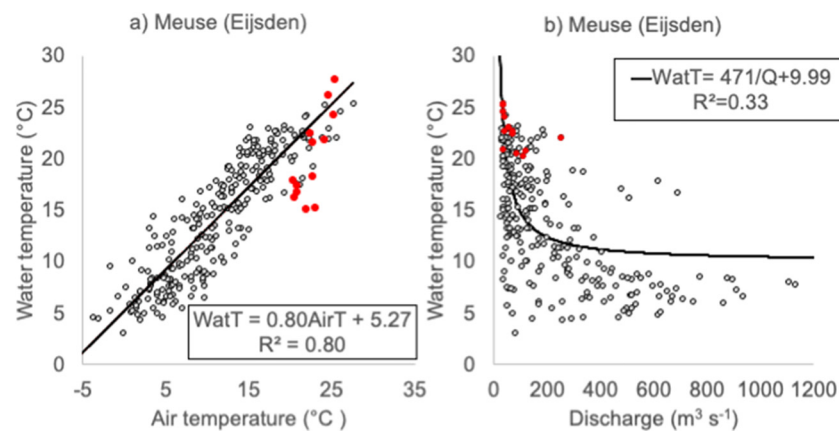 a) Meuse (Eijsden)
30
25
20
15
10
5
0
Water temperature (°C)
WatT = 0.80AirT + 5.27
R² = 0.80
-5
5
15
25
35
Air temperature (°C )
b) Meuse (Eijsden)
30
25
20
15
10
5
0
Water temperature (°C)
WatT= 471/Q+9.99
R²=0.33
0
200
400
600
800
1000
1200
Discharge (m³ s⁻¹)